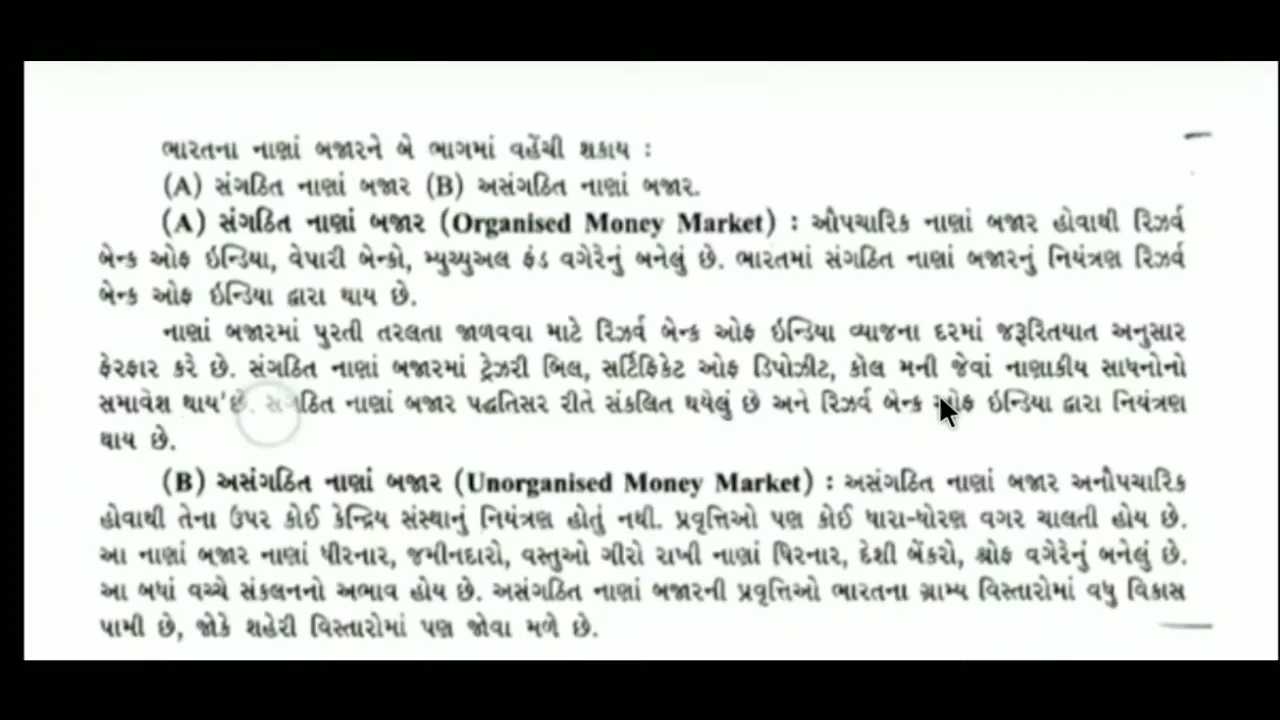 ભારતના નાણાં બજારને બે ભાગમાં વહેંચી શકાય :
(A) સંગઠિત નાણાં બજાર (B) અસંગઠિત નાણાં બજાર.
(A) સંગઠિત નાણાં બજાર (Organised Money Market) : ઔપચારિક નાણાં બજાર હોવાથી રિઝર્વ
બેન્ક ઓફ ઇન્ડિયા, વેપારી બેન્કો, મ્યુચ્યુઅલ ફંડ વગેરેનું બનેલું છે. ભારતમાં સંગઠિત નાણાં બજારનું નિયંત્રણ રિઝર્વ
બેન્ક ઓફ ઇન્ડિયા દ્વારા થાય છે.
નાણાં બજારમાં પુરતી તરલતા જાળવવા માટે રિઝર્વ બેન્ક ઓફ ઇન્ડિયા વ્યાજના દરમાં જરૂરિતયાત અનુસાર
ફેરફાર કરે છે. સંગઠિત નાણાં બજારમાં ટ્રેઝરી બિલ, સર્ટિફિકેટ ઓફ ડિપોઝીટ, કોલ મની જેવાં નાણાકીય સાધનોનો
સમાવેશ થાય છે. સંગઠિત નાણાં બજાર પદ્ધતિસર રીતે સંકલિત થયેલું છે અને રિઝર્વ બેન્ક ઓફ ઇન્ડિયા દ્વારા નિયંત્રણ
થાય છે.
(B) અસંગઠિત નાણાં બજાર (Unorganised Money Market) : અસંગઠિત નાણાં બજાર અનૌપચારિક
હોવાથી તેના ઉપર કોઈ કેન્દ્રિય સંસ્થાનું નિયંત્રણ હોતું નથી. પ્રવૃત્તિઓ પણ કોઈ ધારા-ધોરણ વગર ચાલતી હોય છે.
આ નાણાં બજાર નાણાં ધીરનાર, જમીનદારો, વસ્તુઓ ગીરો રાખી નાણાં ધિરનાર, દેશી બેંકરો, શ્રોફ વગેરેનું બનેલું છે.
આ બધાં વચ્ચે સંકલનનો અભાવ હોય છે. અસંગઠિત નાણાં બજારની પ્રવૃત્તિઓ ભારતના ગ્રામ્ય વિસ્તારોમાં વધુ વિકાસ
પામી છે, જોકે શહેરી વિસ્તારોમાં પણ જોવા મળે છે.